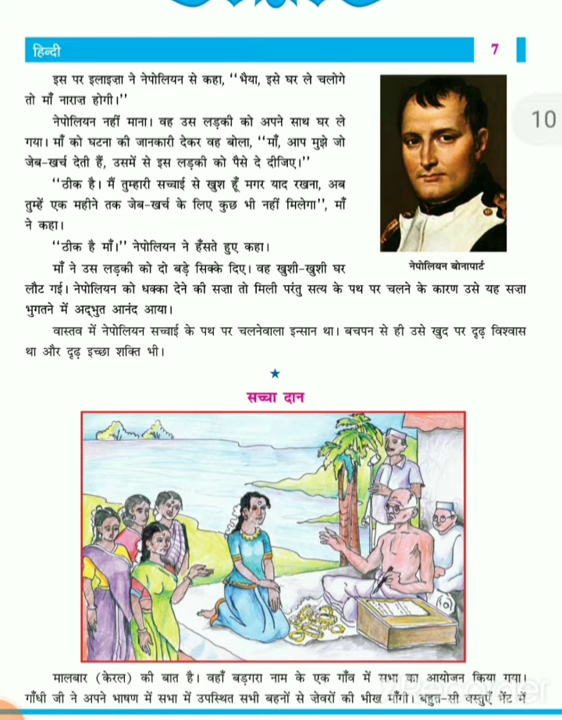 हिन्दी 7
10
इस पर इलाइज़ा ने नेपोलियन से कहा, ‘‘भैया, इसे घर ले चलोगे
तो माँ नाराज़ होगी।’’
नेपोलियन नहीं माना। वह उस लड़की को अपने साथ घर ले
गया। माँ को घटना की जानकारी देकर वह बोला, ‘‘माँ, आप मुझे जो
जेब-खर्च देती हैं, उसमें से इस लड़की को पैसे दे दीजिए।’’
‘‘ठीक है। मैं तुम्हारी सच्चाई से खुश हूँ मगर याद रखना, अब
तुम्हें एक महीने तक जेब-खर्च के लिए कुछ भी नहीं मिलेगा’’, माँ
ने कहा।
‘‘ठीक है माँ।’’ नेपोलियन ने हँसते हुए कहा।
माँ ने उस लड़की को दो बड़े सिक्के दिए। वह खुशी-खुशी घर
नेपोलियन बोनापार्ट
लौट गई। नेपोलियन को धक्का देने की सज़ा तो मिली परंतु सत्य के पथ पर चलने के कारण उसे यह सज़ा
भुगतने में अद्भुत आनंद आया।
वास्तव में नेपोलियन सच्चाई के पथ पर चलनेवाला इन्सान था। बचपन से ही उसे खुद पर दृढ़ विश्वास
था और दृढ़ इच्छा शक्ति भी।
सच्चा दान
मालबार (केरल) की बात है। वहाँ बड़गरा नाम के एक गाँव में सभा का आयोजन किया गया।
गाँधी जी ने अपने भाषण में सभा में उपस्थित सभी बहनों से ज़ेवरों की भीख माँगी। बहुत-सी वस्तुएँ भेंट में